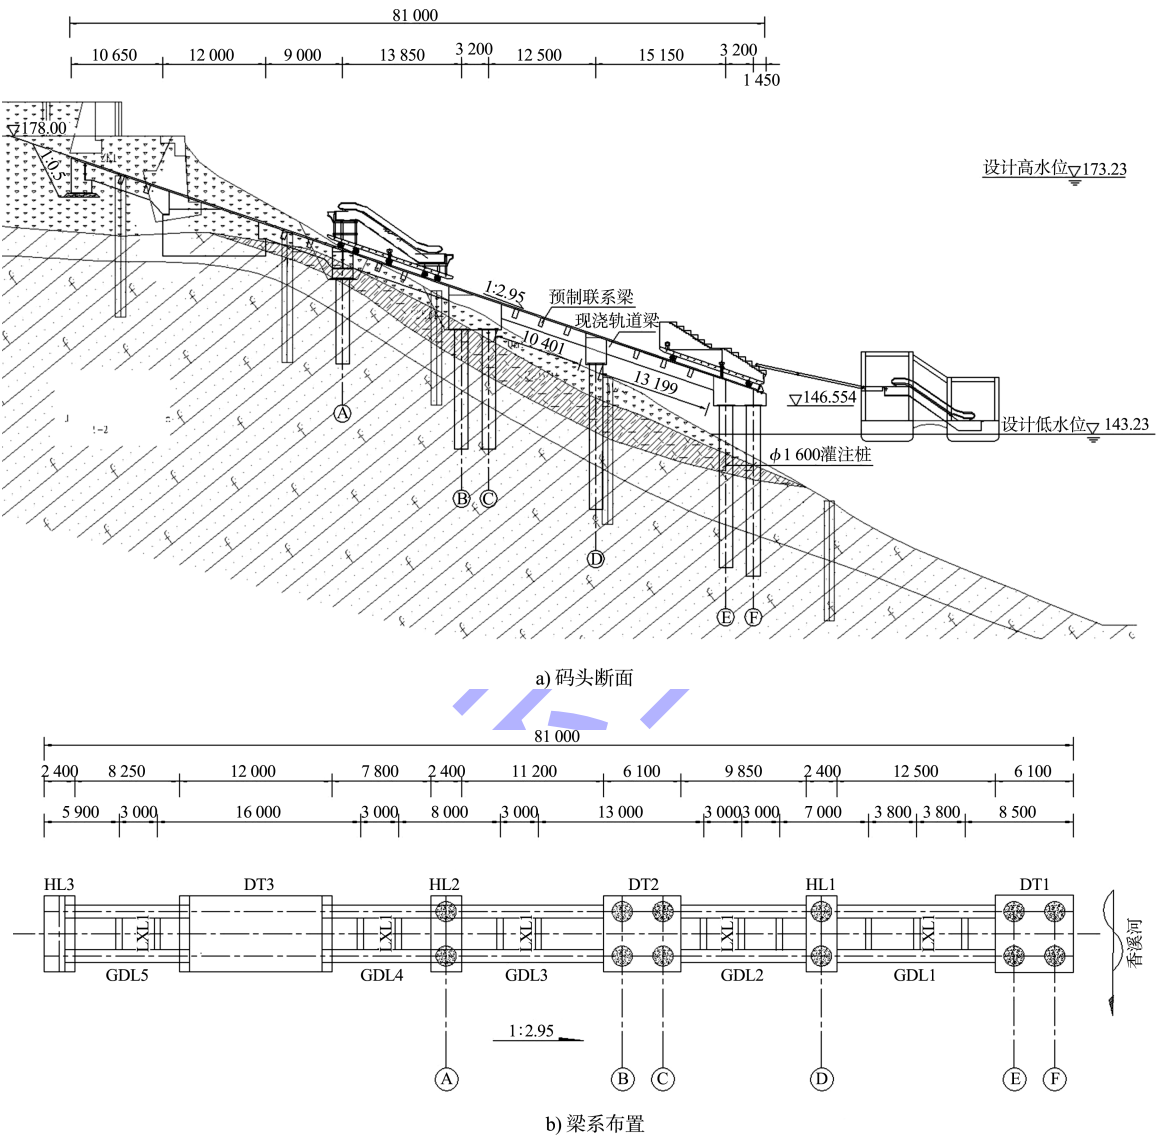 81 000
10 650 12 000 9 000 13 850 3 200 12 500 15 150 3 200
1 450
178.00
1:0.5
设计高水位 173.23
1:2.95
预制联系梁
现浇轨道梁
10 401
13 199
146.554
设计低水位 143.23
φ1 600灌注桩
A
B C
D
E F
a) 码头断面
81 000
2 400 8 250 12 000 7 800 2 400 11 200 6 100 9 850 2 400 12 500 6 100
5 900 3 000 16 000 3 000 8 000 3 000 13 000 3 000 3 000 7 000 3 800 3 800 8 500
HL3 DT3 HL2 DT2 HL1 DT1
LXL1 LXL1 LXL1 LXL1 LXL1
香溪河
GDL5 GDL4 GDL3 GDL2 GDL1
1:2.95
A B C D E F
b) 梁系布置